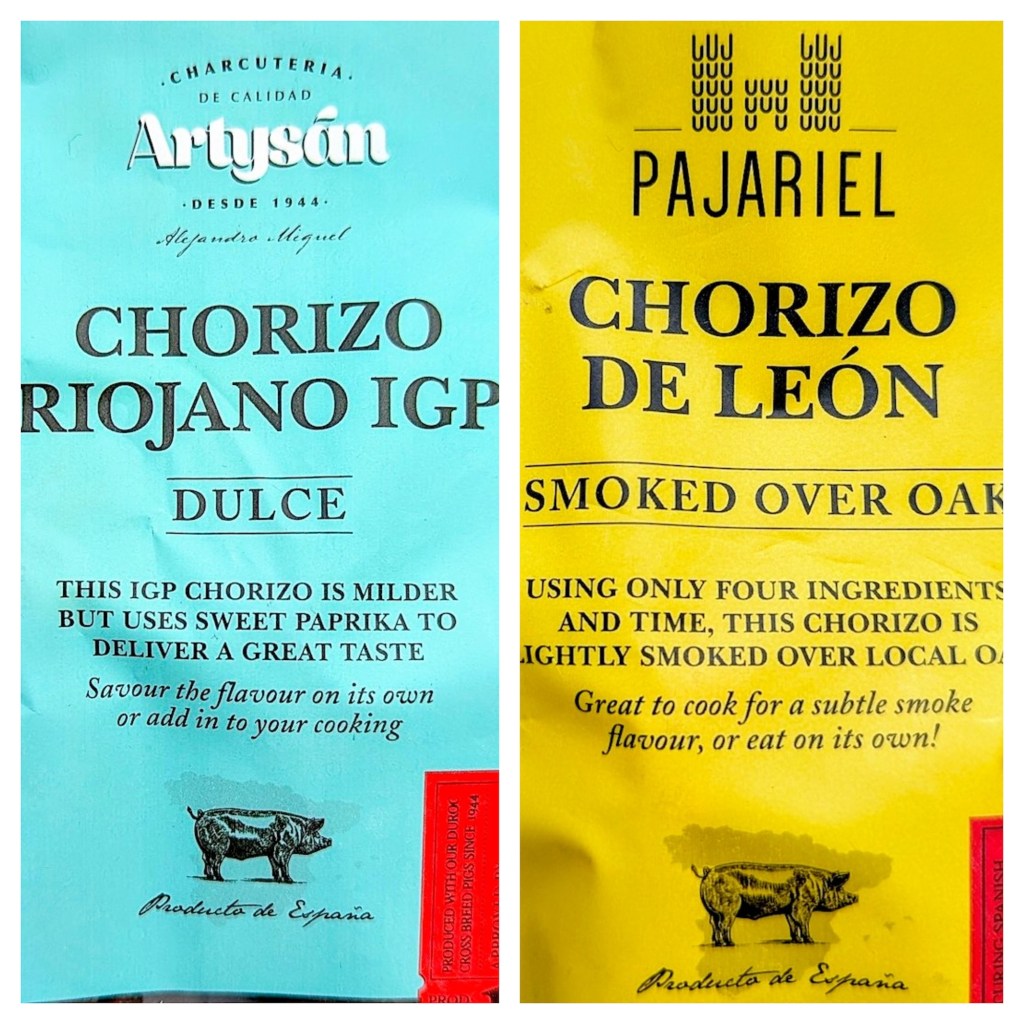 ·CHARCUTERIA·
DE CALIDAD
Artysán
·DESDE 1944·
Alejandro Miguel
CHORIZO
RIOJANO IGP
DULCE
THIS IGP CHORIZO IS MILDER
BUT USES SWEET PAPRIKA TO
DELIVER A GREAT TASTE
Savour the flavour on its own
or add in to your cooking
Producto de España
PRODUCED WITH OUR DUROC
CROSS BREED PIGS SINCE 1944
PAJARIEL
CHORIZO
DE LEÓN
SMOKED OVER OAK
USING ONLY FOUR INGREDIENTS
AND TIME, THIS CHORIZO IS
LIGHTLY SMOKED OVER LOCAL
Great to cook for a subtle smoke
flavour, or eat on its own!
Producto de España
SPANISH